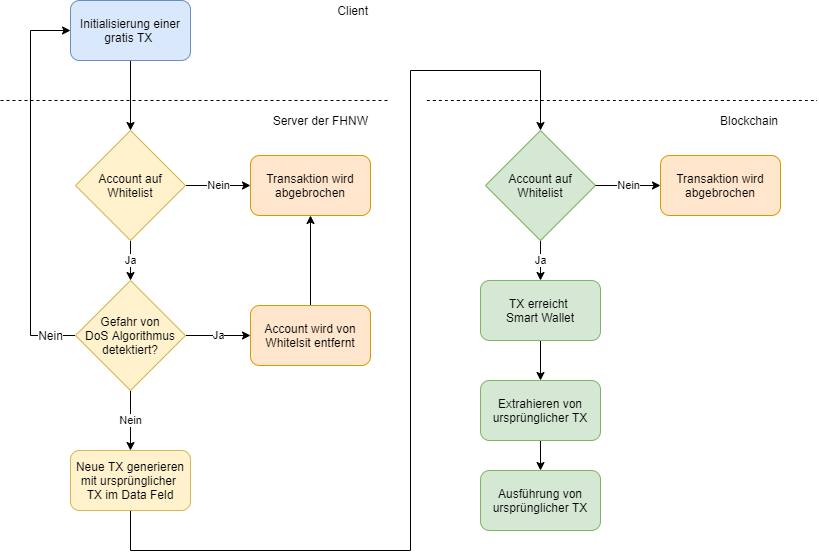 Initialisierung einer
gratis TX
Client
Server der FHNW
Blockchain
Account auf
Whitelist
Nein
Transaktion wird
abgebrochen
Ja
Gefahr von
DoS Algorithmus
detektiert?
Nein
Ja
Account wird von
Whitelsit entfernt
Nein
Neue TX generieren
mit ursprünglicher
TX im Data Feld
Account auf
Whitelist
Nein
Transaktion wird
abgebrochen
Ja
TX erreicht
Smart Wallet
Extrahieren von
ursprünglicher TX
Ausführung von
ursprünglicher TX